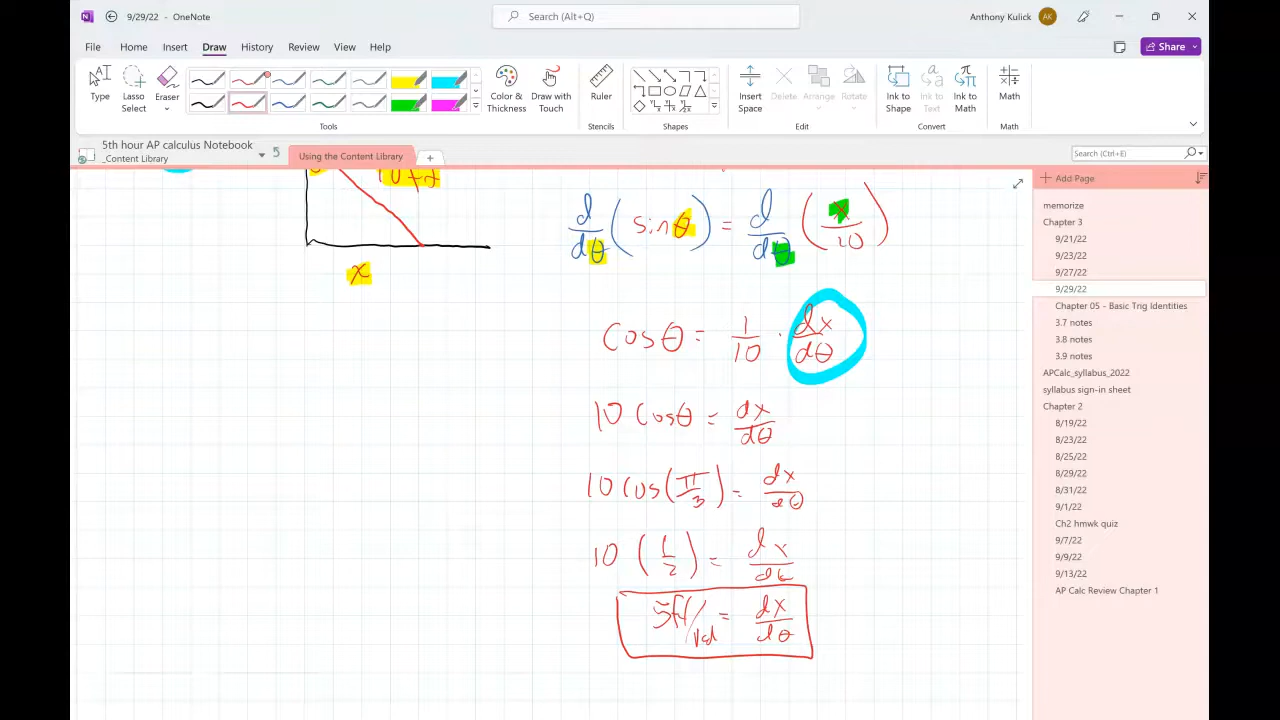 9/29/22 - OneNote
Search (Alt+Q)
Anthony Kulick AK
File Home Insert Draw History Review View Help
Share
Type Lasso Select Eraser
Color & Thickness Draw with Touch
Ruler
Insert Space Delete Arrange Rotate
Ink to Shape Ink to Text Ink to Math
Math
Tools Stencils Shapes Edit Convert Math
5th hour AP calculus Notebook
_Content Library
Using the Content Library
Search (Ctrl+E)
Add Page
memorize
Chapter 3
9/21/22
9/23/22
9/27/22
9/29/22
Chapter 05 - Basic Trig Identities
3.7 notes
3.8 notes
3.9 notes
APCalc_syllabus_2022
syllabus sign-in sheet
Chapter 2
8/19/22
8/23/22
8/25/22
8/29/22
8/31/22
9/1/22
Ch2 hmwk quiz
9/7/22
9/9/22
9/13/22
AP Calc Review Chapter 1
10 ft
x
d/dθ (sinθ) = d/dθ (x/10)
cosθ = 1/10 · dx/dθ
10 cosθ = dx/dθ
10 cos(π/3) = dx/dθ
10 (1/2) = dx/dθ
5ft/rad = dx/dθ